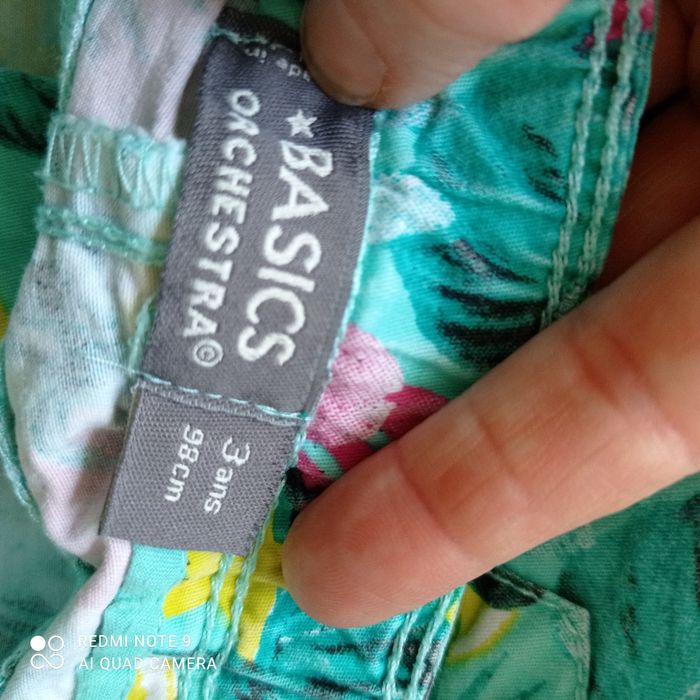 ★BASICS
ORCHESTRA©
3 ans
98cm
REDMI NOTE 9
AI QUAD CAMERA